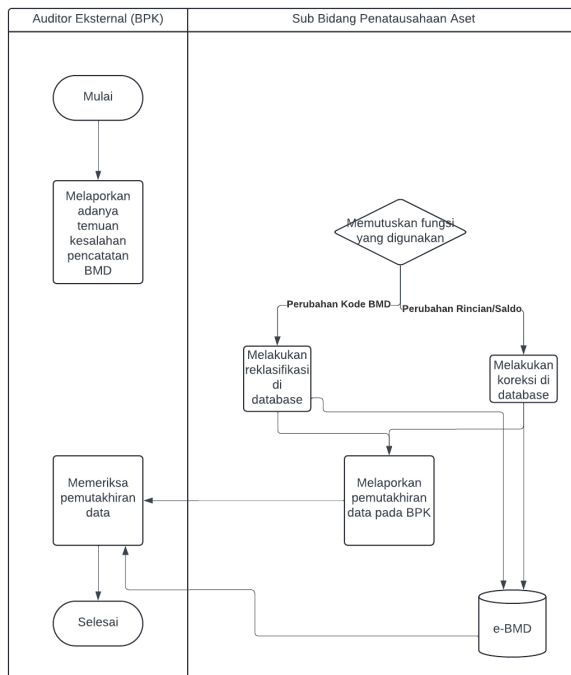 Auditor Eksternal (BPK)
Sub Bidang Penatausahaan Aset
Mulai
Melaporkan
adanya
temuan
kesalahan
pencatatan
BMD
Memutuskan fungsi
yang digunakan
Perubahan Kode BMD
Perubahan Rincian/Saldo
Melakukan
reklasifikasi
di
database
Melakukan
koreksi di
database
Memeriksa
pemutakhiran
data
Melaporkan
pemutakhiran
data pada BPK
Selesai
e-BMD